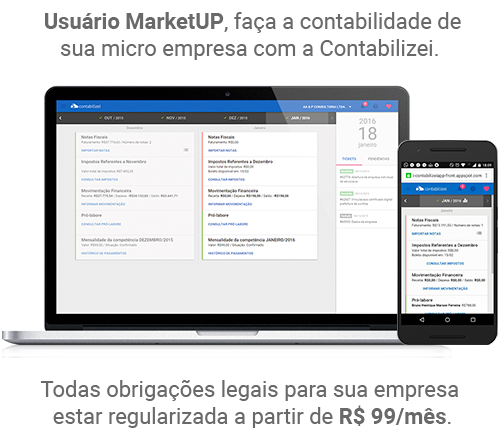 Usuário MarketUP, faça a contabilidade de
sua micro empresa com a Contabilizei.
contabilizei
OUT / 2015
NOV / 2015
DEZ / 2015
JAN / 2016
Dezembro
Janeiro
Notas Fiscais
IMPORTAR NOTAS
Impostos Referentes a Novembro
CONSULTAR IMPOSTOS
Movimentação Financeira
INFORMAR MOVIMENTAÇÃO
Pró-labore
CONSULTAR PRÓ-LABORE
Mensalidade da competência DEZEMBRO/2015
HISTÓRICO DE PAGAMENTOS
Notas Fiscais
IMPORTAR NOTAS
Impostos Referentes a Dezembro
CONSULTAR IMPOSTOS
Movimentação Financeira
INFORMAR MOVIMENTAÇÃO
Pró-labore
CONSULTAR PRÓ-LABORE
Mensalidade da competência JANEIRO/2016
HISTÓRICO DE PAGAMENTOS
2016
18
janeiro
TICKETS
PENDÊNCIAS
contabilizei
JAN / 2016
Notas Fiscais
IMPORTAR NOTAS
Impostos Referentes a Dezembro
CONSULTAR IMPOSTOS
Movimentação Financeira
INFORMAR MOVIMENTAÇÃO
Pró-labore
Todas obrigações legais para sua empresa
estar regularizada a partir de R$ 99/mês.